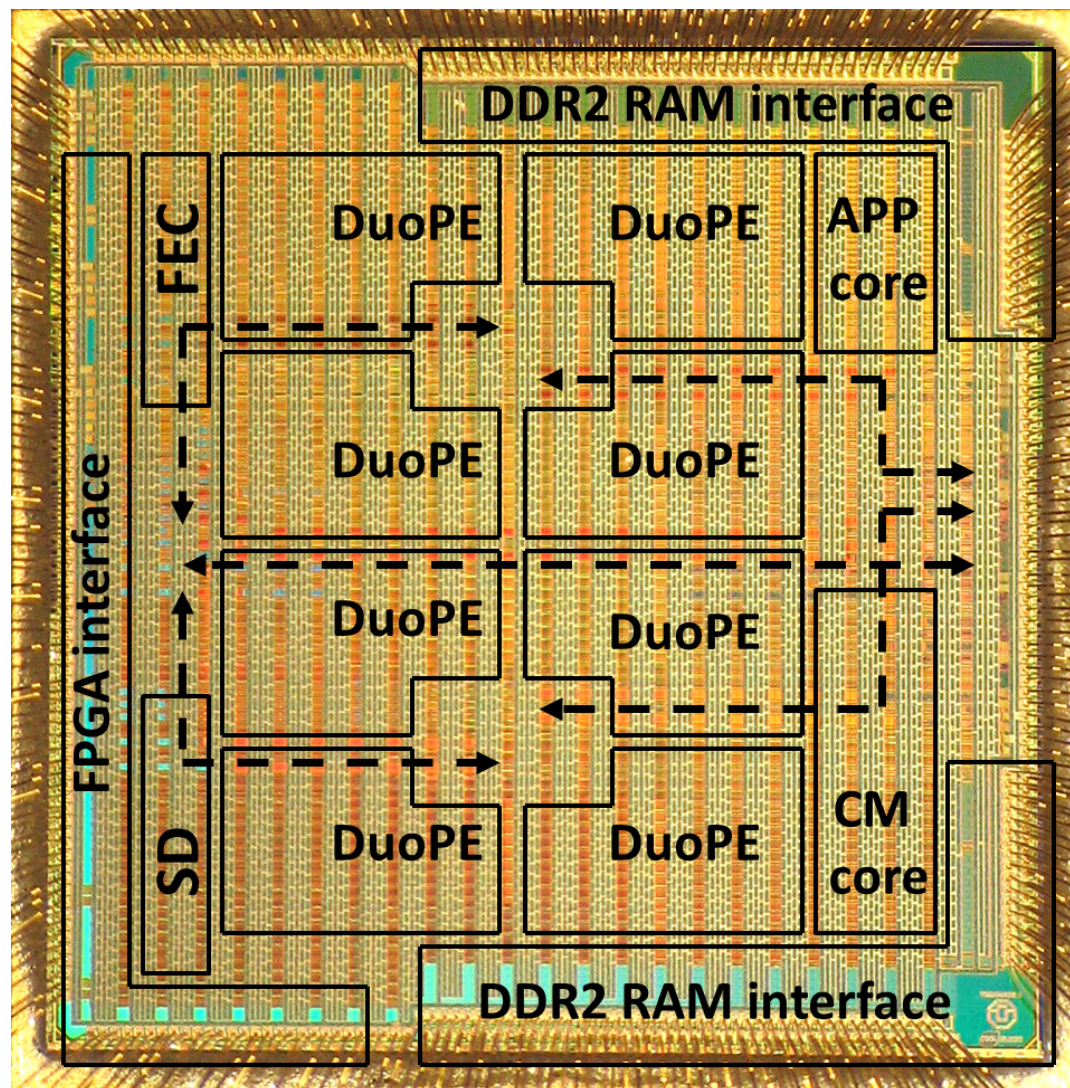 DDR2 RAM interface
FEC
DuoPE
DuoPE
APP
core
FPGA interface
DuoPE
DuoPE
DuoPE
DuoPE
SD
DuoPE
DuoPE
CM
core
DDR2 RAM interface